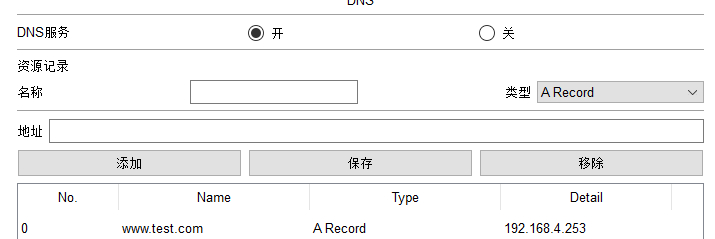 DNS
DNS服务 开 关
资源记录
名称 类型 A Record
地址
添加 保存 移除
No. Name Type Detail
0 www.test.com A Record 192.168.4.253